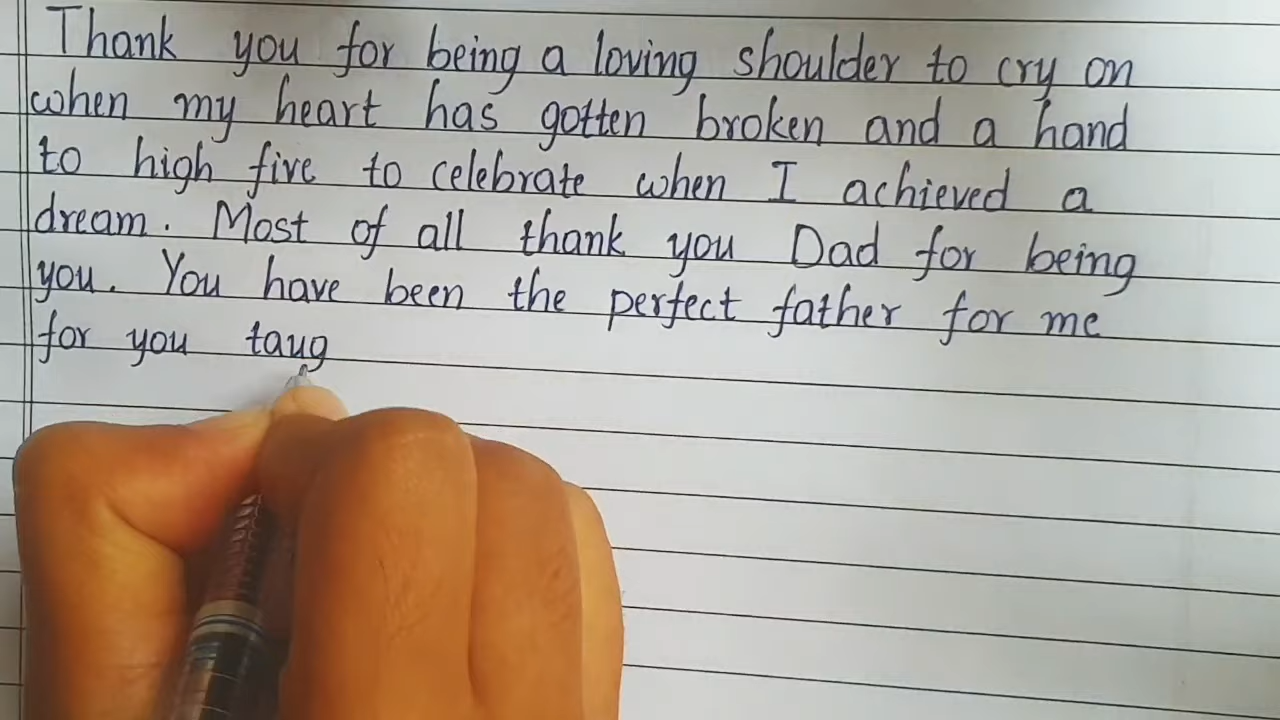 Thank you for being a loving shoulder to cry on
when my heart has gotten broken and a hand
to high five to celebrate when I achieved a
dream. Most of all thank you Dad for being
you. You have been the perfect father for me
for you taug